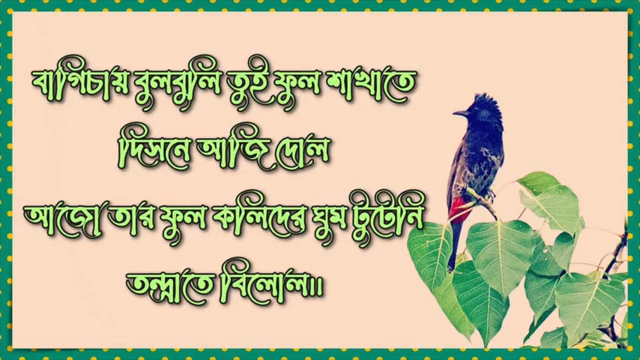 বাগিচায় বুলবুলি তুই ফুল শাখাতে
দিসনে আজি দোল
আজো তার ফুল কলিদের ঘুম টুটেনি
তন্দ্রাতে বিলোল।।